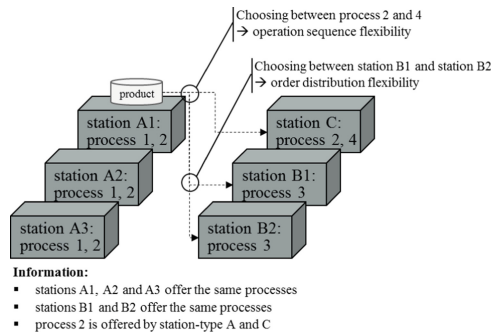 Choosing between process 2 and 4
→ operation sequence flexibility
Choosing between station B1 and station B2
→ order distribution flexibility
product
station A1:
process 1, 2
station C:
process 2, 4
station A2:
process 1, 2
station B1:
process 3
station A3:
process 1, 2
station B2:
process 3
Information:
▪ stations A1, A2 and A3 offer the same processes
▪ stations B1 and B2 offer the same processes
▪ process 2 is offered by station-type A and C